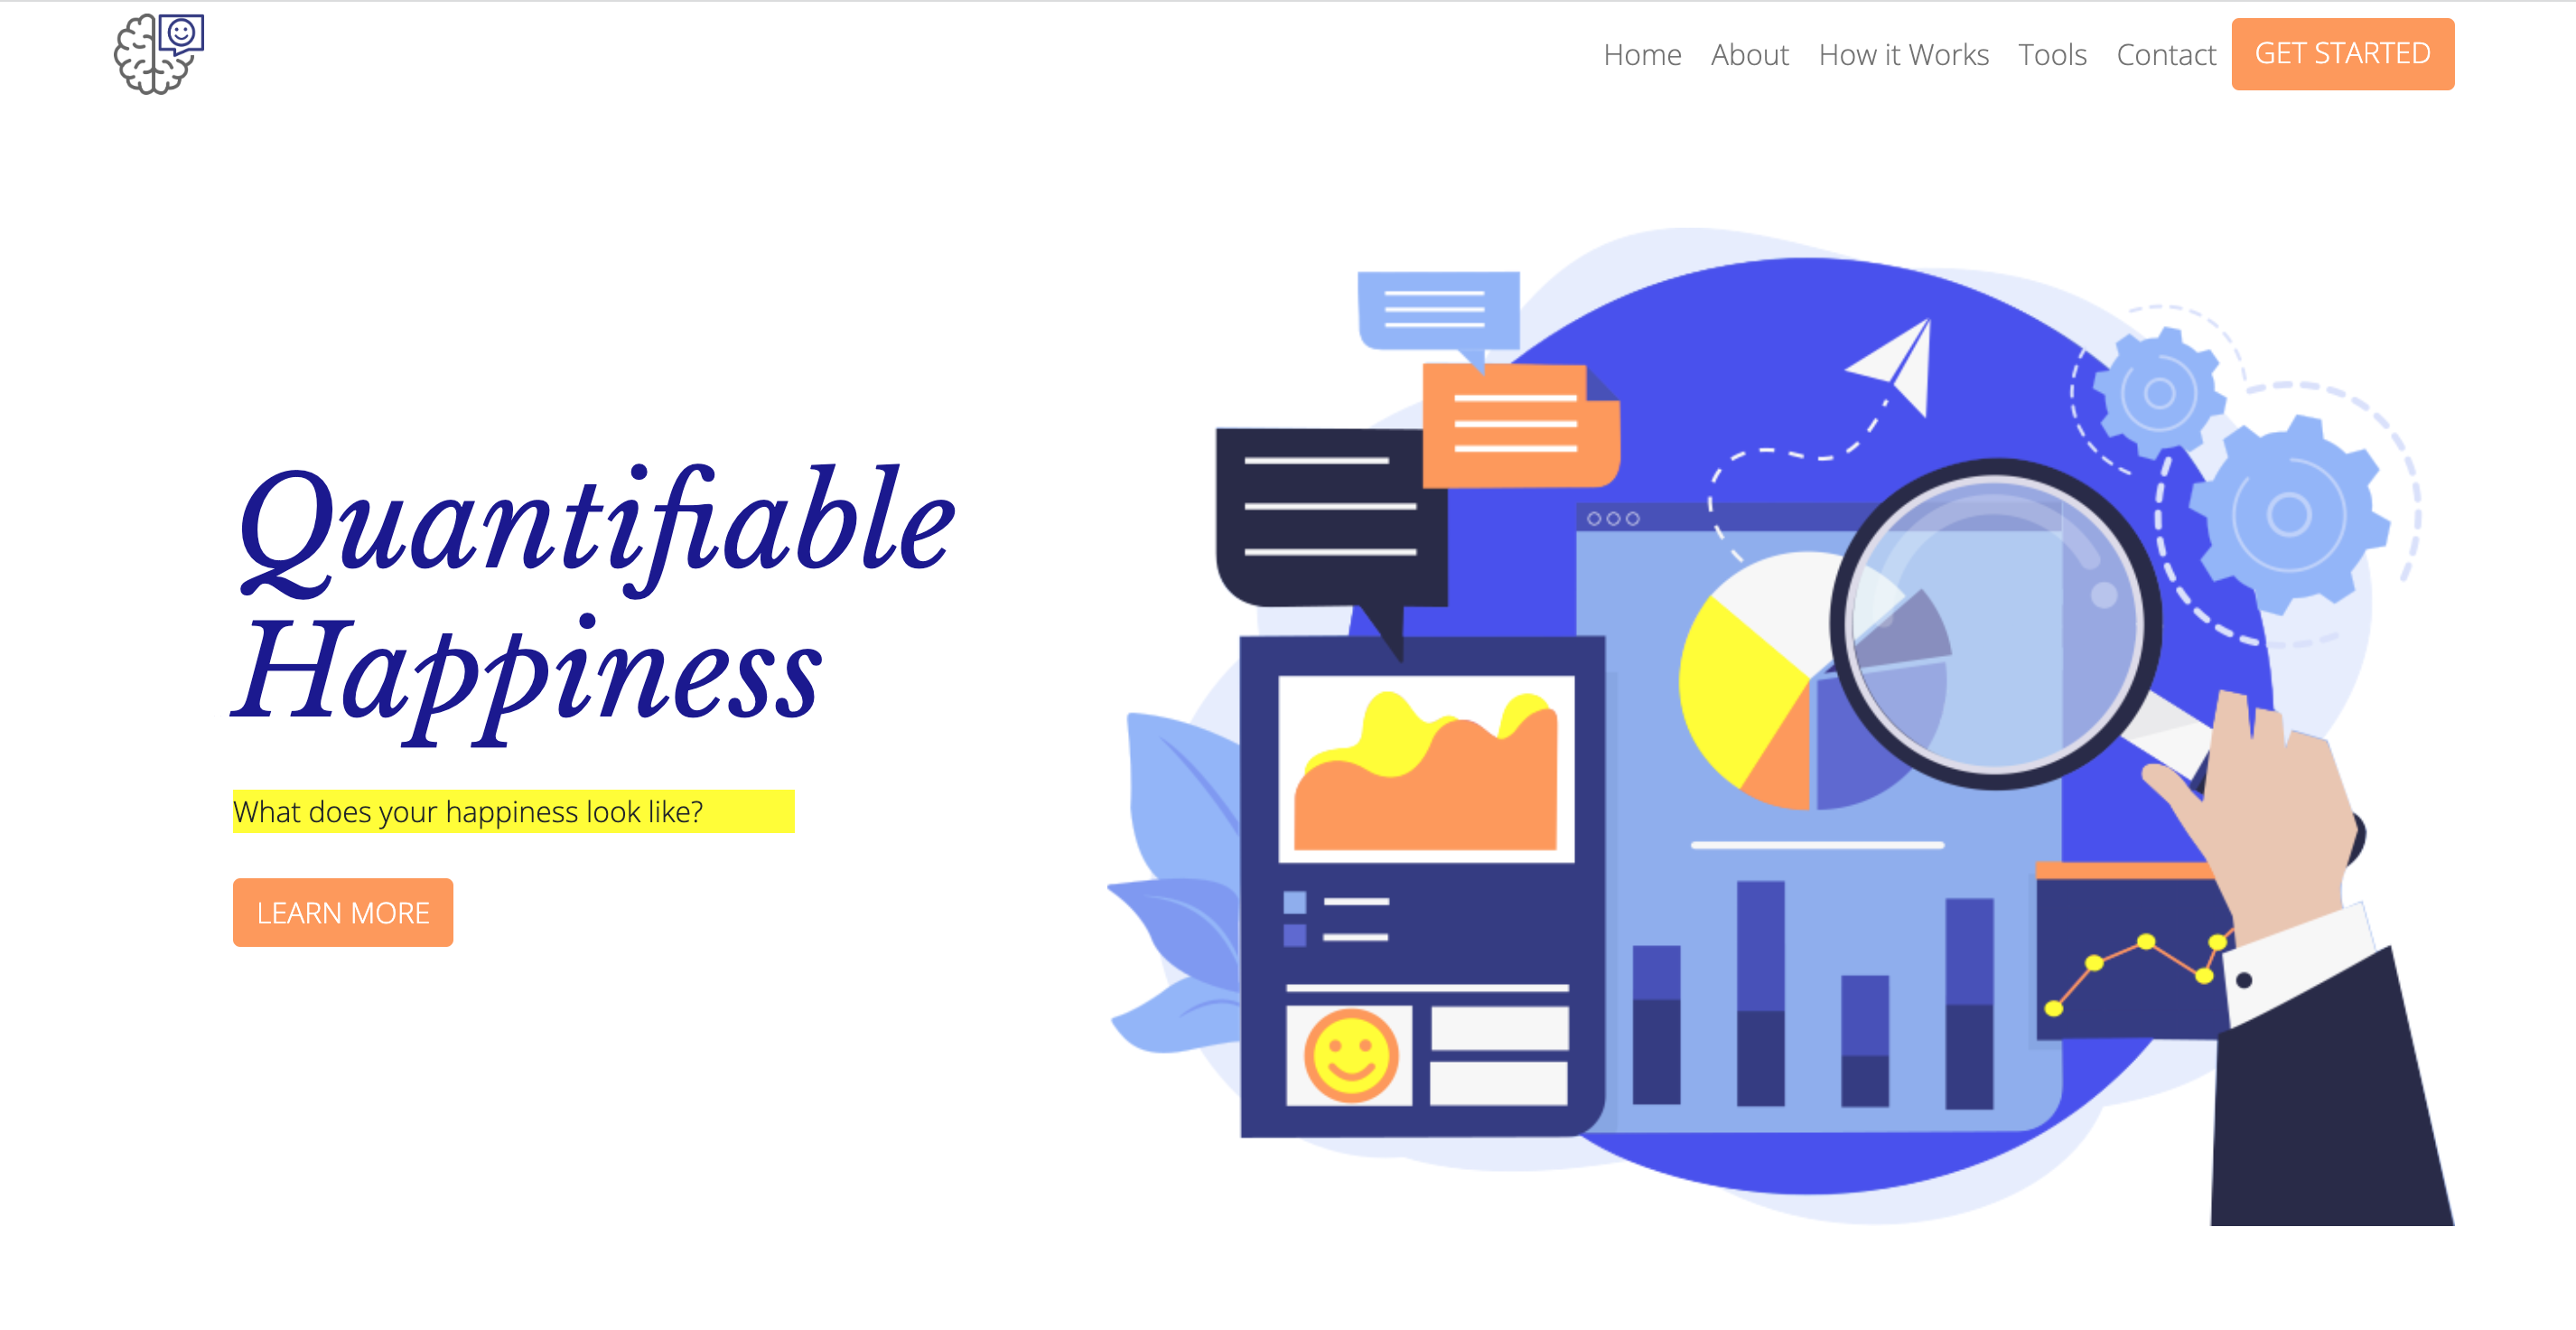 Home About How it Works Tools Contact GET STARTED
Quantifiable
Happiness
What does your happiness look like?
LEARN MORE